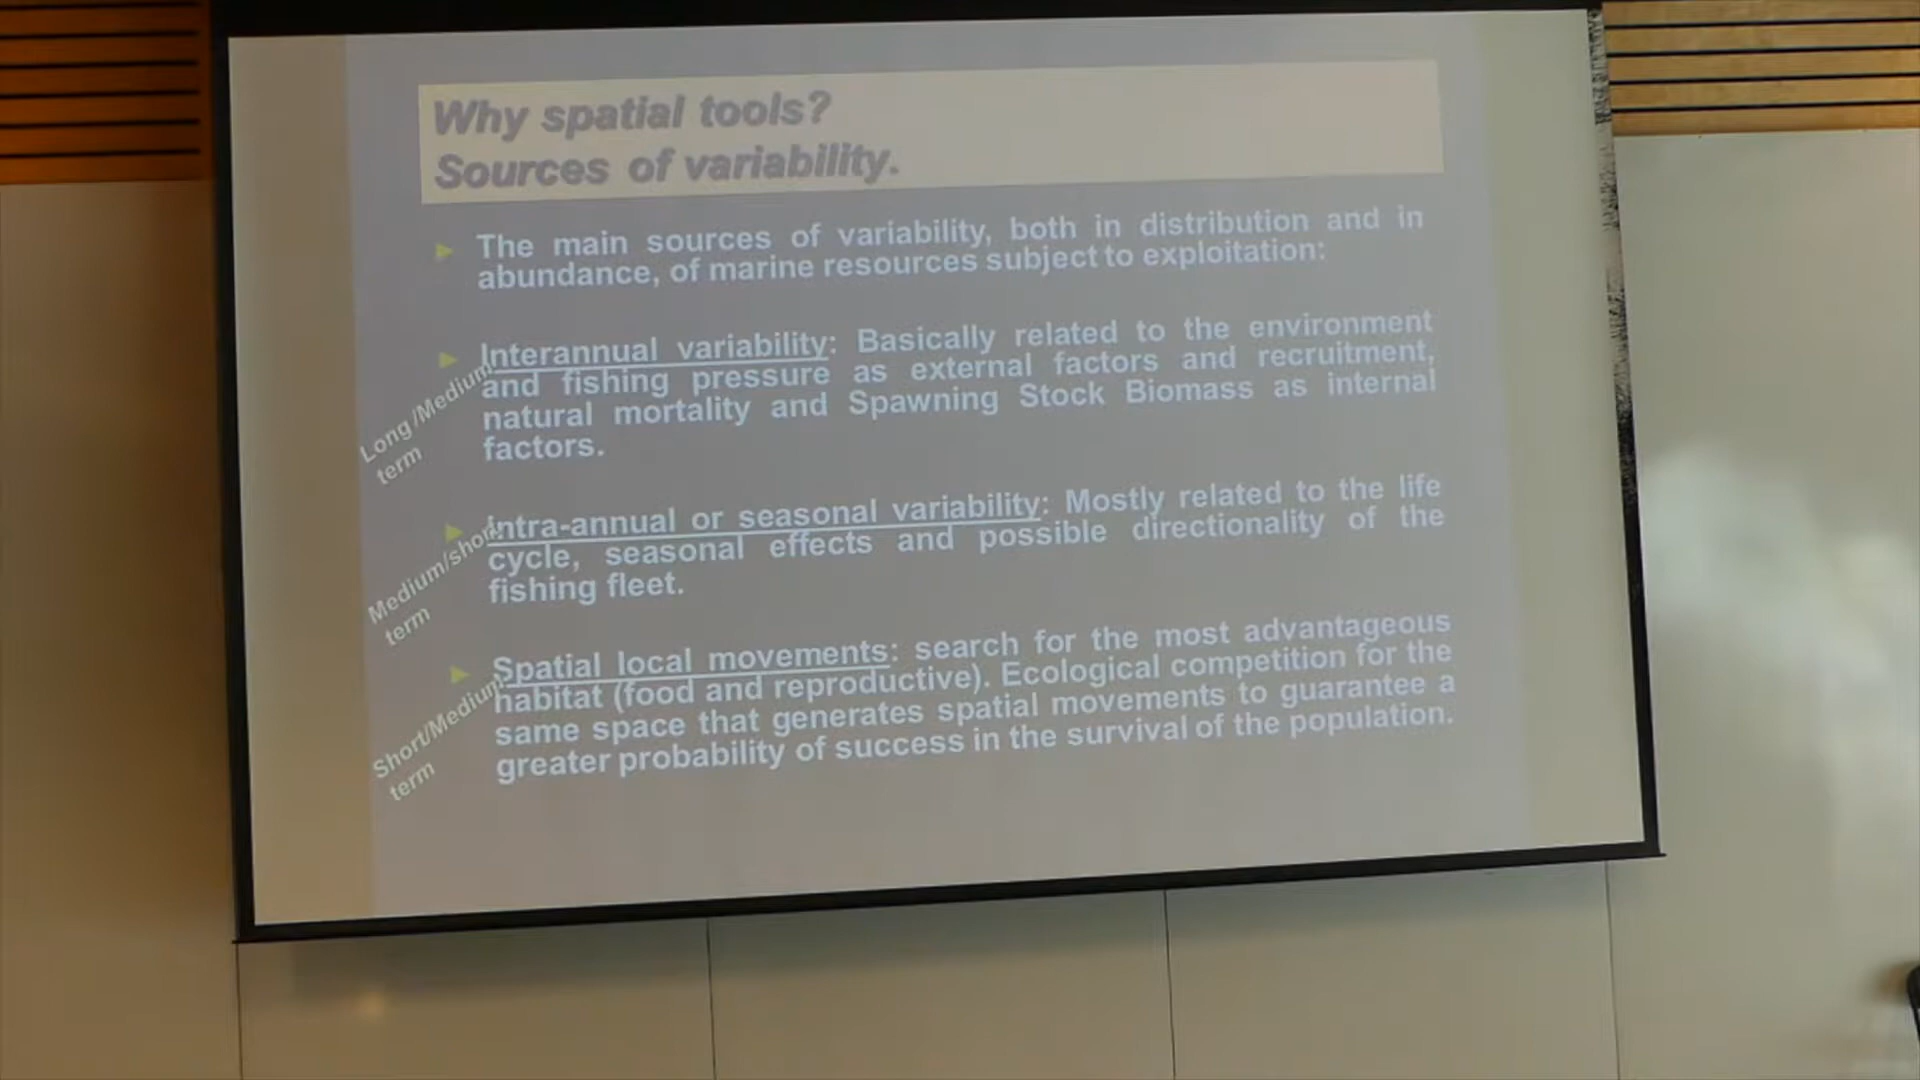 Why spatial tools?
Sources of variability.
The main sources of variability, both in distribution and in
abundance, of marine resources subject to exploitation:
Interannual variability: Basically related to the environment
and fishing pressure as external factors and recruitment,
natural mortality and Spawning Stock Biomass as internal
factors.
Long/Medium
term
Intra-annual or seasonal variability: Mostly related to the life
cycle, seasonal effects and possible directionality of the
fishing fleet.
Medium/short
term
Spatial local movements: search for the most advantageous
habitat (food and reproductive). Ecological competition for the
same space that generates spatial movements to guarantee a
greater probability of success in the survival of the population.
Short/Medium
term